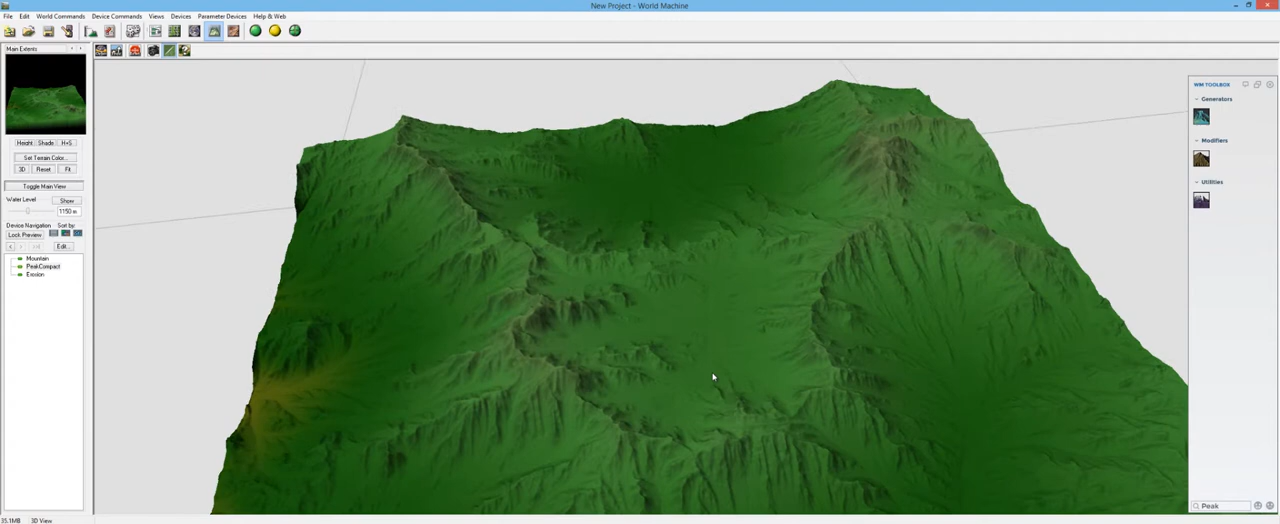 New Project - World Machine
File Edit World Commands Device Commands Views Devices Parameter Devices Help & Web
Main Extents
Height Shade H+S
Set Terrain Color...
3D Reset Fit
Toggle Main View
Water Level Show
1150 m
Device Navigation Sort by:
Lock Preview
Edit...
Mountain
PeakCompact
Erosion
WM TOOLBOX
Generators
Modifiers
Utilities
Peak
35.1MB 3D View